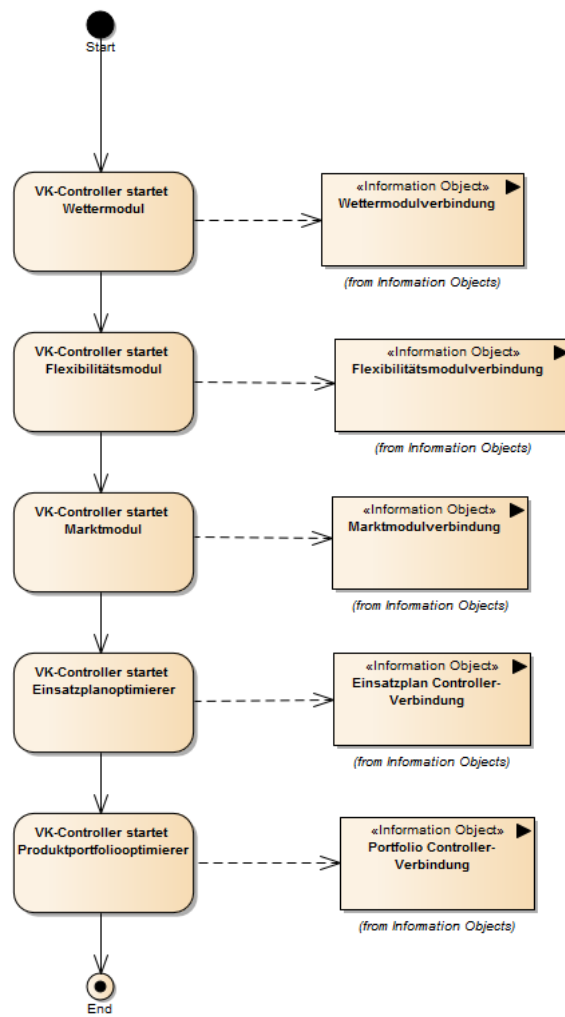 Start
VK-Controller startet
Wettermodul
«Information Object»
Wettermodulverbindung
(from Information Objects)
VK-Controller startet
Flexibilitätsmodul
«Information Object»
Flexibilitätsmodulverbindung
(from Information Objects)
VK-Controller startet
Marktmodul
«Information Object»
Marktmodulverbindung
(from Information Objects)
VK-Controller startet
Einsatzplanoptimierer
«Information Object»
Einsatzplan Controller-
Verbindung
(from Information Objects)
VK-Controller startet
Produktportfoliooptimierer
«Information Object»
Portfolio Controller-
Verbindung
(from Information Objects)
End